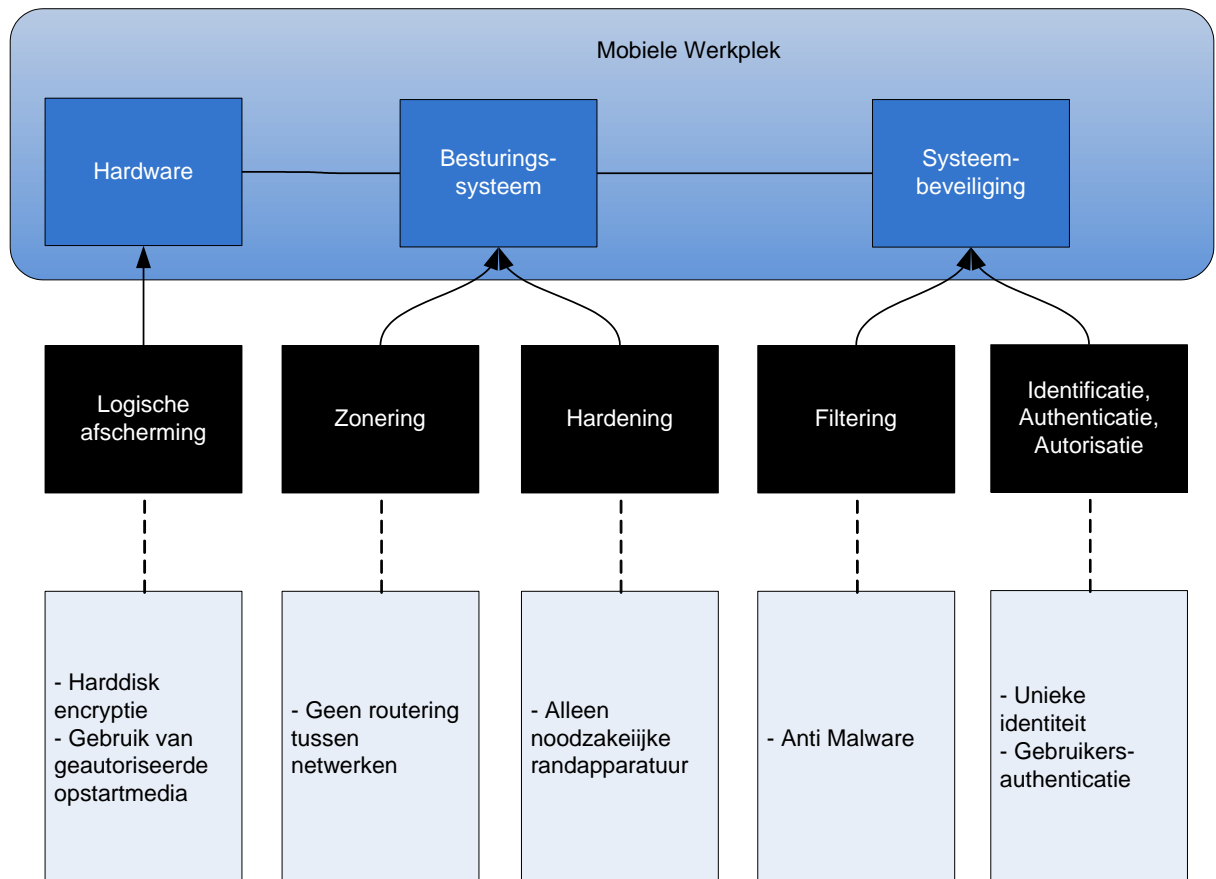 Mobiele Werkplek
Hardware
Besturings-
systeem
Systeem-
beveiliging
Logische
afscherming
Zonering
Hardening
Filtering
Identificatie,
Authenticatie,
Autorisatie
- Harddisk
encryptie
- Gebruik van
geautoriseerde
opstartmedia
- Geen routering
tussen
netwerken
- Alleen
noodzakeiijke
randapparatuur
- Anti Malware
- Unieke
identiteit
- Gebruikers-
authenticatie